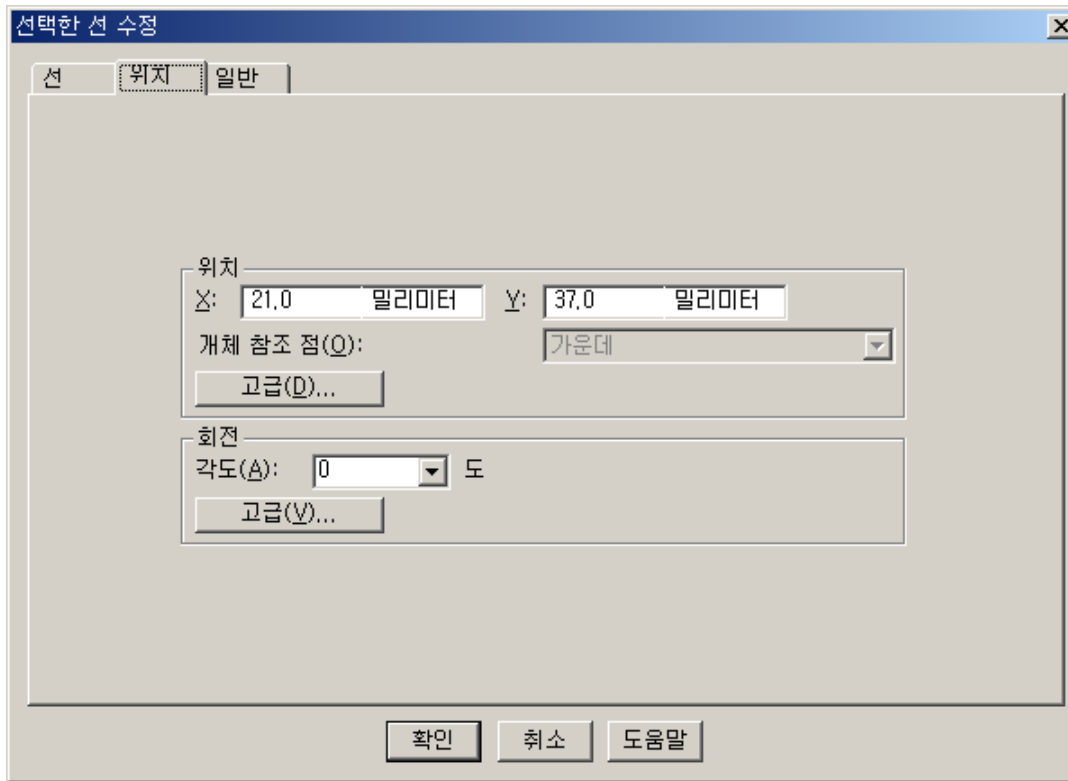 선택한 선 수정
선 위치 일반
위치
X: 21.0 밀리미터 Y: 37.0 밀리미터
개체 참조 점(O): 가운데
고급(D)...
회전
각도(A): 0 도
고급(V)...
확인 취소 도움말